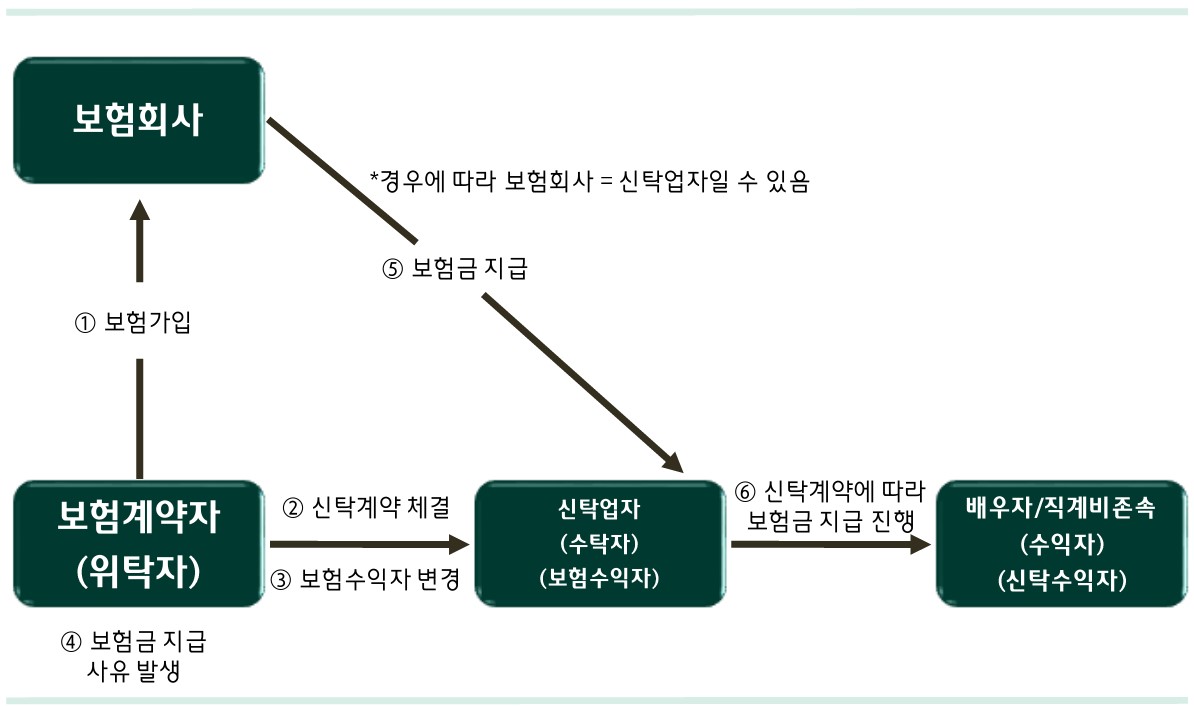 보험회사
*경우에 따라 보험회사 = 신탁업자일 수 있음
⑤ 보험금 지급
① 보험가입
보험계약자
(위탁자)
② 신탁계약 체결
③ 보험수익자 변경
신탁업자
(수탁자)
(보험수익자)
⑥ 신탁계약에 따라
보험금 지급 진행
배우자/직계비존속
(수익자)
(신탁수익자)
④ 보험금 지급
사유 발생